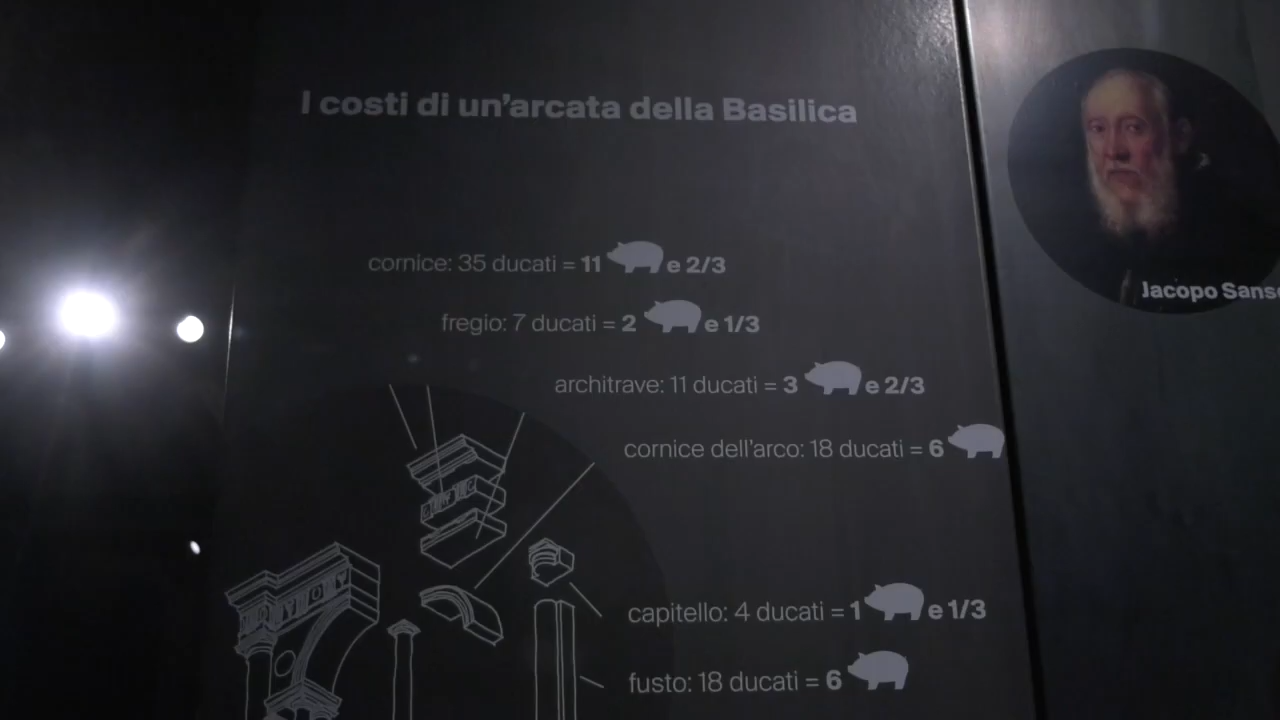 I costi di un'arcata della Basilica
cornice: 35 ducati = 11 e 2/3
fregio: 7 ducati = 2 e 1/3
architrave: 11 ducati = 3 e 2/3
cornice dell'arco: 18 ducati = 6
capitello: 4 ducati = 1 e 1/3
fusto: 18 ducati = 6
Jacopo